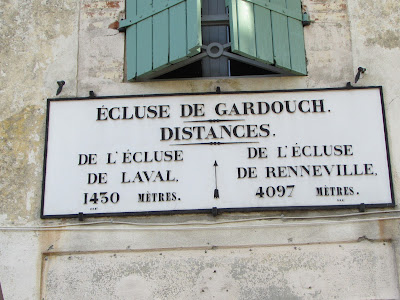 ÉCLUSE DE GARDOUCH.
DISTANCES.
DE L'ÉCLUSE
DE LAVAL.
1430 MÈTRES.
DE L'ÉCLUSE
DE RENNEVILLE.
4097 MÈTRES.